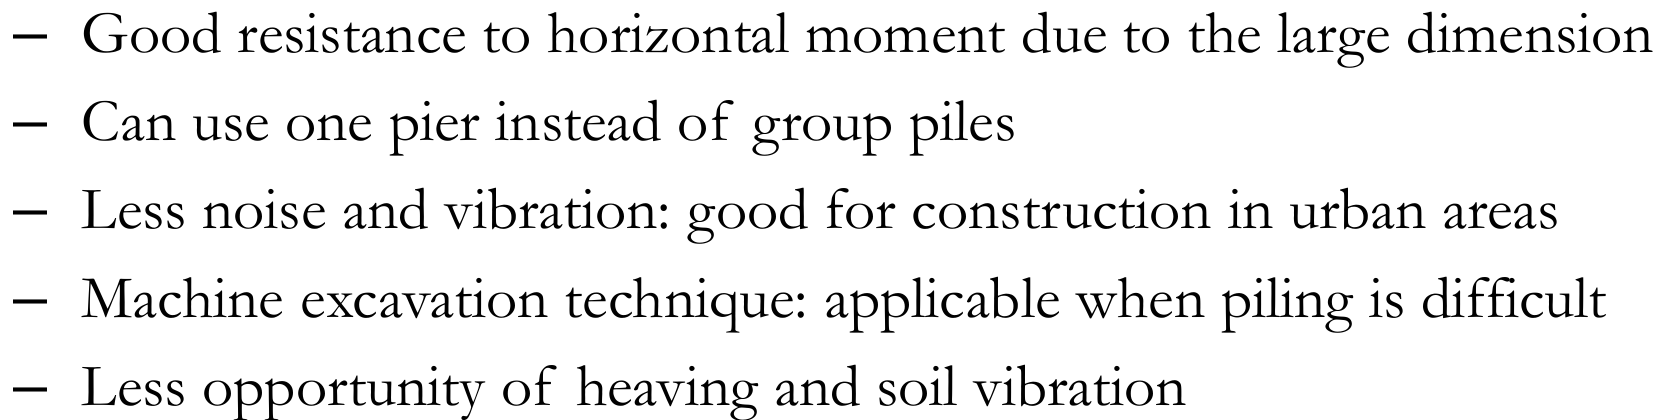 – Good resistance to horizontal moment due to the large dimension
– Can use one pier instead of group piles
– Less noise and vibration: good for construction in urban areas
– Machine excavation technique: applicable when piling is difficult
– Less opportunity of heaving and soil vibration